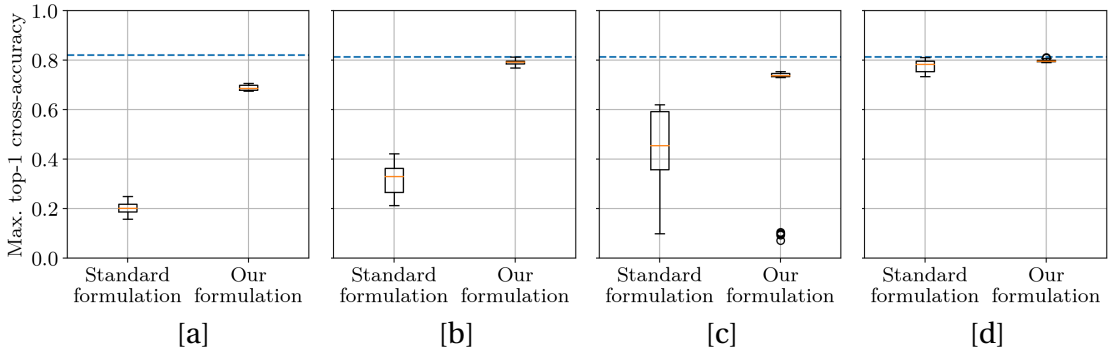 Max. top-1 cross-accuracy
1.0
0.8
0.6
0.4
0.2
0.0
Standard formulation
Our formulation
Standard formulation
Our formulation
Standard formulation
Our formulation
Standard formulation
Our formulation
[a]
[b]
[c]
[d]